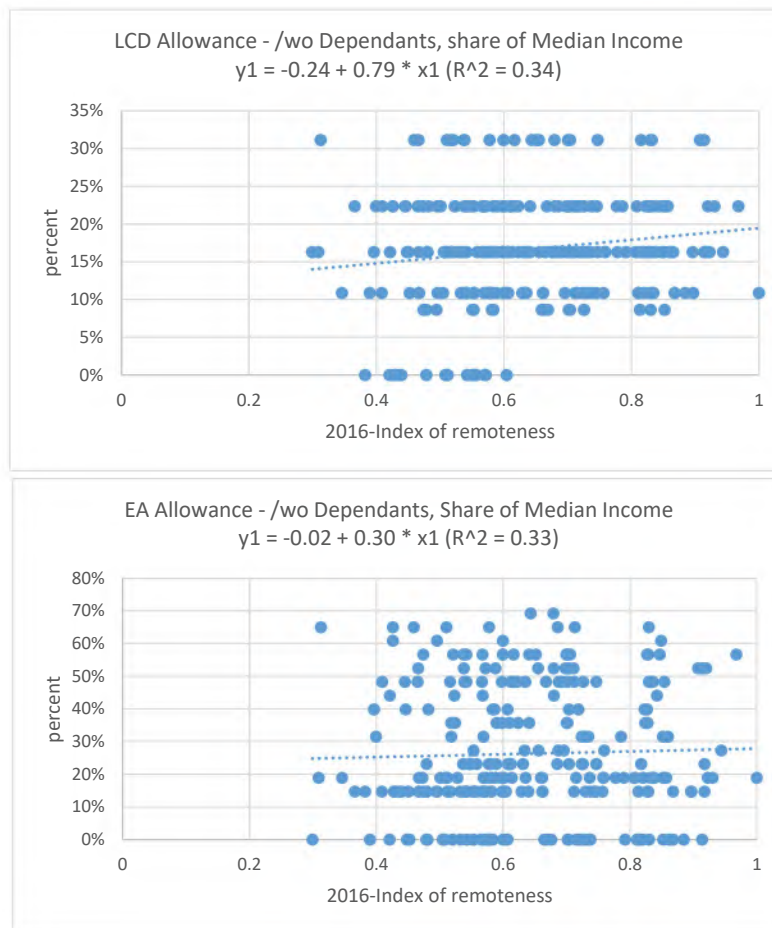 LCD Allowance - /wo Dependants, share of Median Income
y1 = -0.24 + 0.79 * x1 (R^2 = 0.34)
35%
30%
25%
20%
15%
10%
5%
0%
percent
0 0.2 0.4 0.6 0.8 1
2016-Index of remoteness
EA Allowance - /wo Dependants, Share of Median Income
y1 = -0.02 + 0.30 * x1 (R^2 = 0.33)
80%
70%
60%
50%
40%
30%
20%
10%
0%
percent
0 0.2 0.4 0.6 0.8 1
2016-Index of remoteness